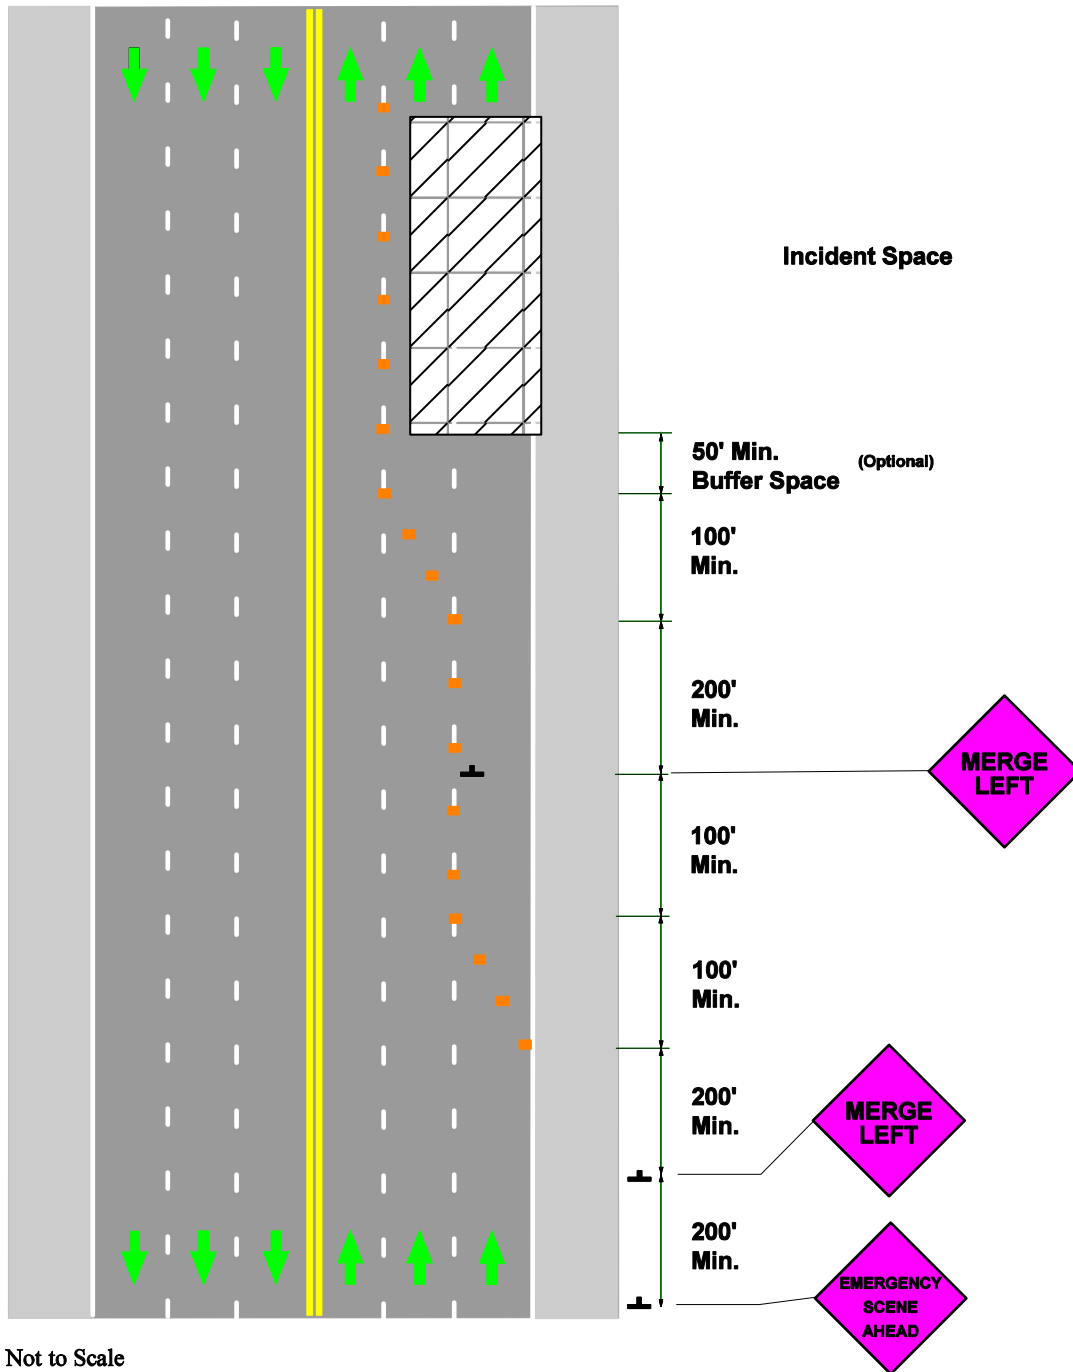 Incident Space
50' Min.
Buffer Space
(Optional)
100'
Min.
200'
Min.
MERGE
LEFT
100'
Min.
100'
Min.
200'
Min.
MERGE
LEFT
200'
Min.
EMERGENCY
SCENE
AHEAD
Not to Scale